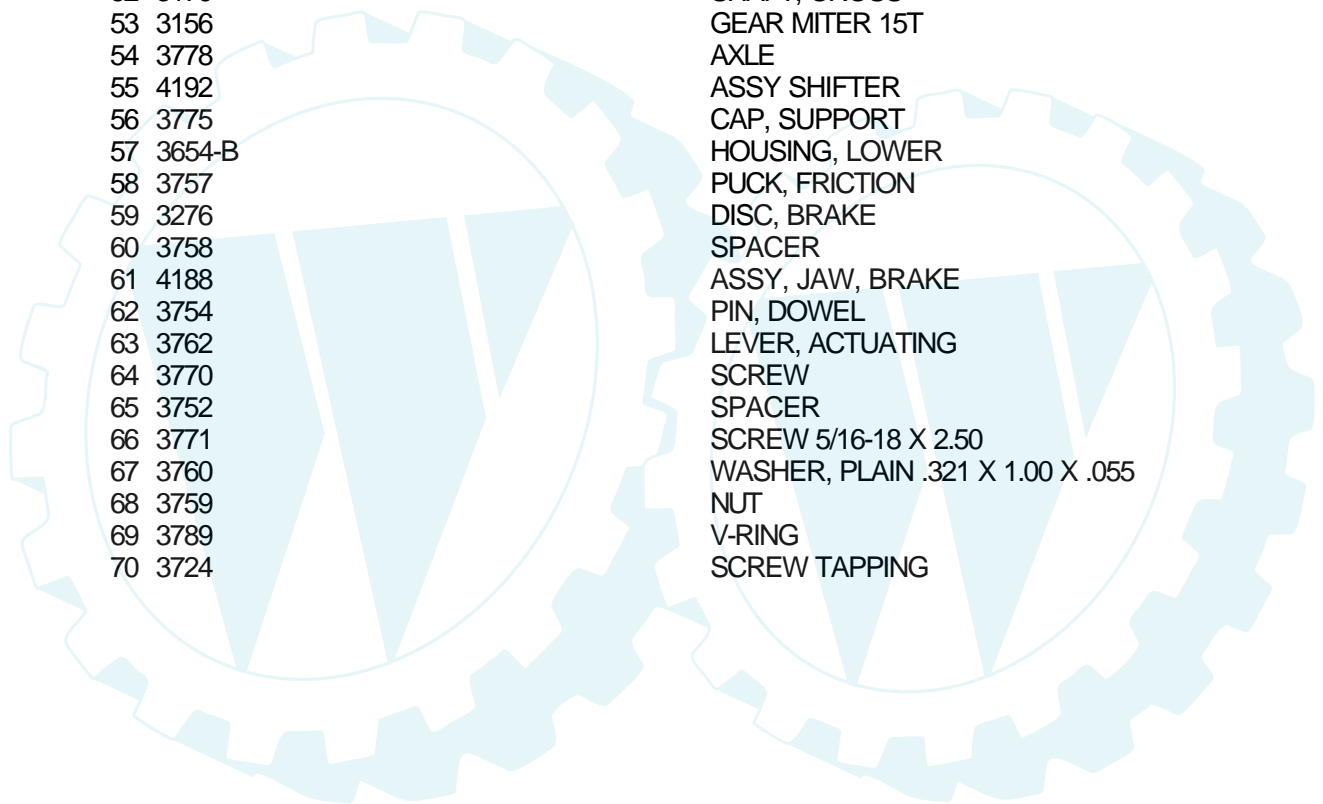 53 3156 GEAR MITER 15T
54 3778 AXLE
55 4192 ASSY SHIFTER
56 3775 CAP, SUPPORT
57 3654-B HOUSING, LOWER
58 3757 PUCK, FRICTION
59 3276 DISC, BRAKE
60 3758 SPACER
61 4188 ASSY, JAW, BRAKE
62 3754 PIN, DOWEL
63 3762 LEVER, ACTUATING
64 3770 SCREW
65 3752 SPACER
66 3771 SCREW 5/16-18 X 2.50
67 3760 WASHER, PLAIN .321 X 1.00 X .055
68 3759 NUT
69 3789 V-RING
70 3724 SCREW TAPPING